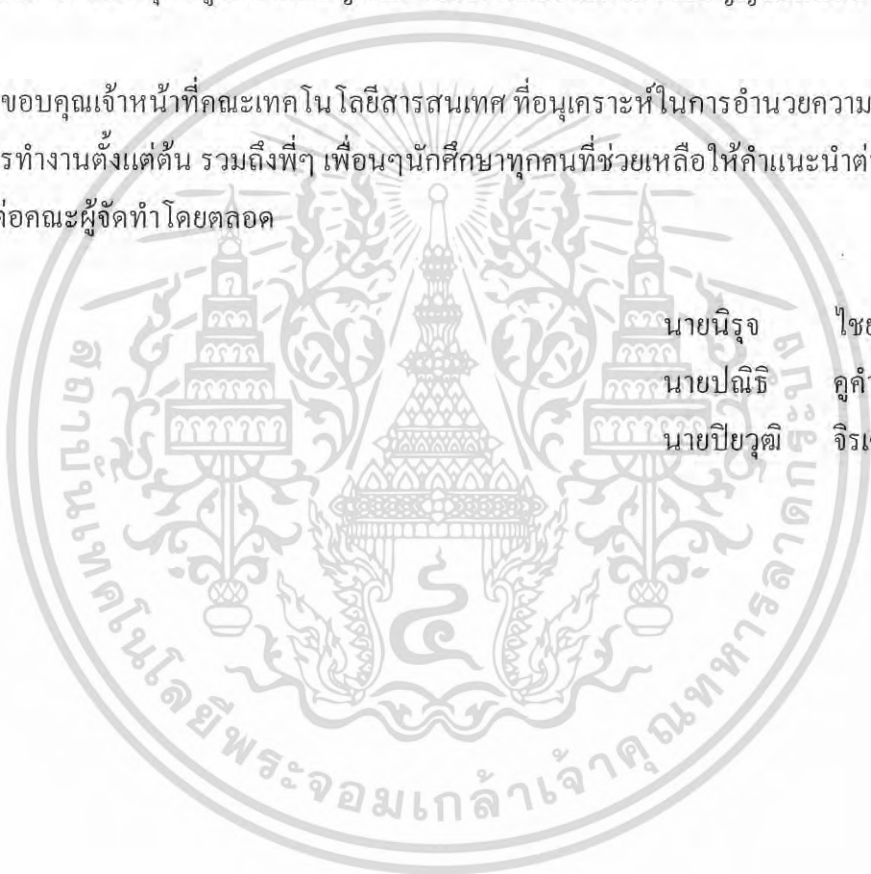 ขอบคุณเจ้าหน้าที่คณะเทคโนโลยีสารสนเทศ ที่อนุเคราะห์ในการอำนวยความ
รทำงานตั้งแต่ต้น รวมถึงพี่ๆ เพื่อนๆนักศึกษาทุกคนที่ช่วยเหลือให้คำแนะนำต่
ต่อคณะผู้จัดทำโดยตลอด
นายนิรุจ ไชย
นายปณิธิ คูคำ
นายปิยวุฒิ จิรเ
สถาบันเทคโนโลยีพระจอมเกล้าเจ้าคุณทหารลาดกระบัง